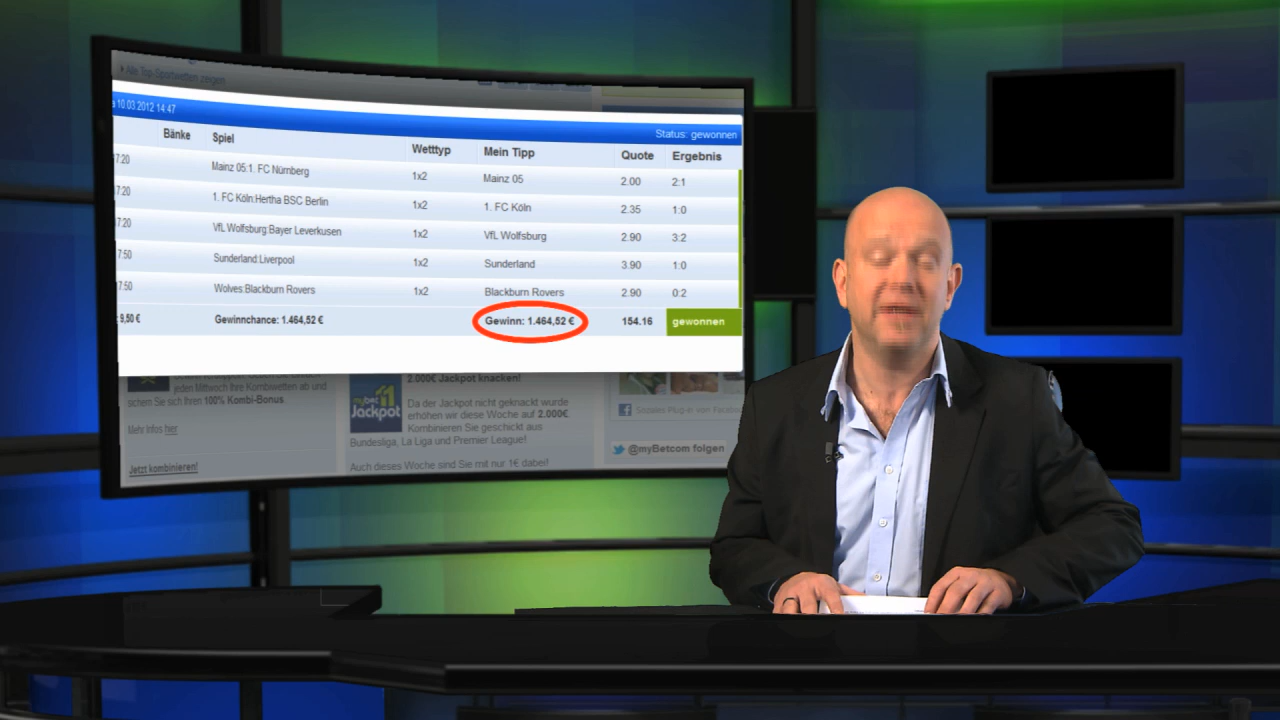 Alle Top Sportwetten zeigen
a 10.03 2012 14:47
Status: gewonnen
Bänke Spiel Wetttyp Mein Tipp Quote Ergebnis
7:20 Mainz 05:1. FC Nürnberg 1x2 Mainz 05 2.00 2:1
7:20 1. FC Köln:Hertha BSC Berlin 1x2 1. FC Köln 2.35 1:0
7:20 VfL Wolfsburg:Bayer Leverkusen 1x2 VfL Wolfsburg 2.90 3:2
7:50 Sunderland:Liverpool 1x2 Sunderland 3.90 1:0
7:50 Wolves:Blackburn Rovers 1x2 Blackburn Rovers 2.90 0:2
: 9,50 € Gewinnchance: 1.464,52 € Gewinn: 1.464,52 € 154.16 gewonnen
jeden Mittwoch Ihre Kombiwetten ab und
sichern Sie sich Ihren 100% Kombi-Bonus
Mehr Infos hier
Jetzt kombinieren!
mybet 11
Jackpot
2.000€ Jackpot knacken!
Da der Jackpot nicht geknackt wurde
erhöhen wir diese Woche auf 2.000€.
Kombinieren Sie geschickt aus
Bundesliga, La Liga und Premier League!
Auch dieses Woche sind Sie mit nur 1€ dabei!
Soziales Plug-in von Facebook
@myBetcom folgen